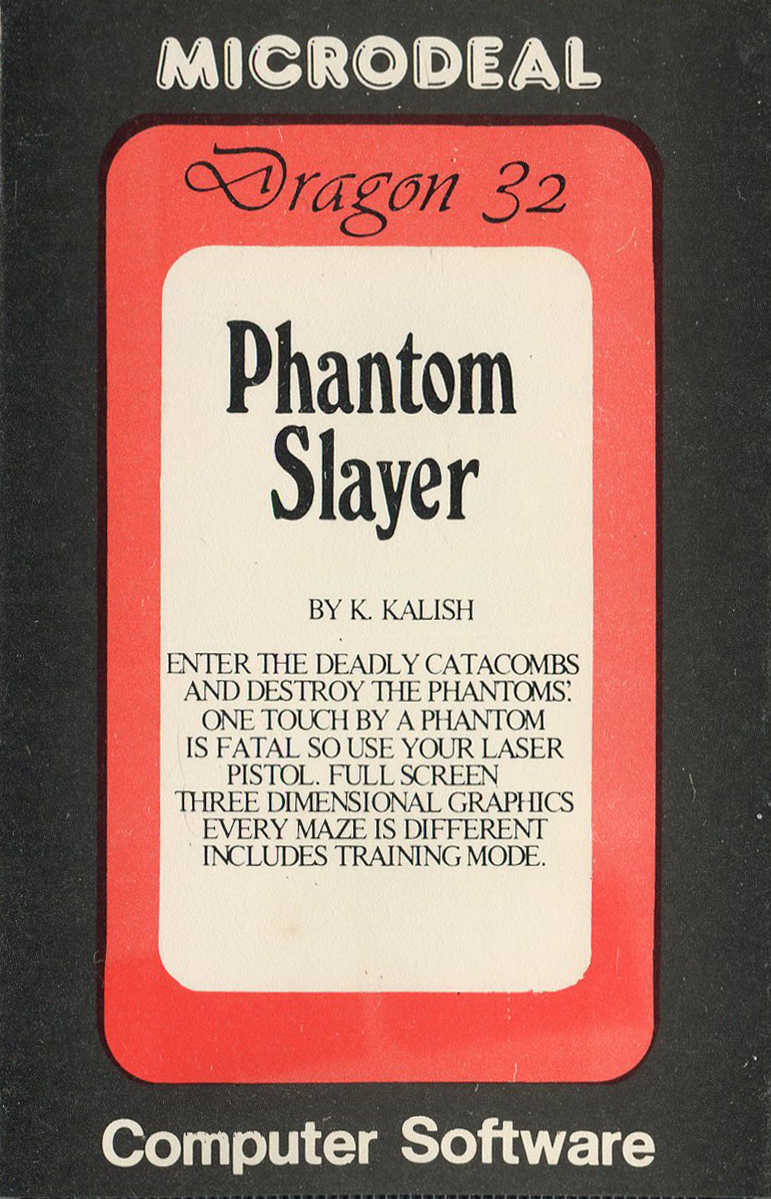 MICRODEAL
Dragon 32
Phantom
Slayer
BY K. KALISH
ENTER THE DEADLY CATACOMBS
AND DESTROY THE PHANTOMS'.
ONE TOUCH BY A PHANTOM
IS FATAL SO USE YOUR LASER
PISTOL. FULL SCREEN
THREE DIMENSIONAL GRAPHICS
EVERY MAZE IS DIFFERENT
INCLUDES TRAINING MODE.
Computer Software